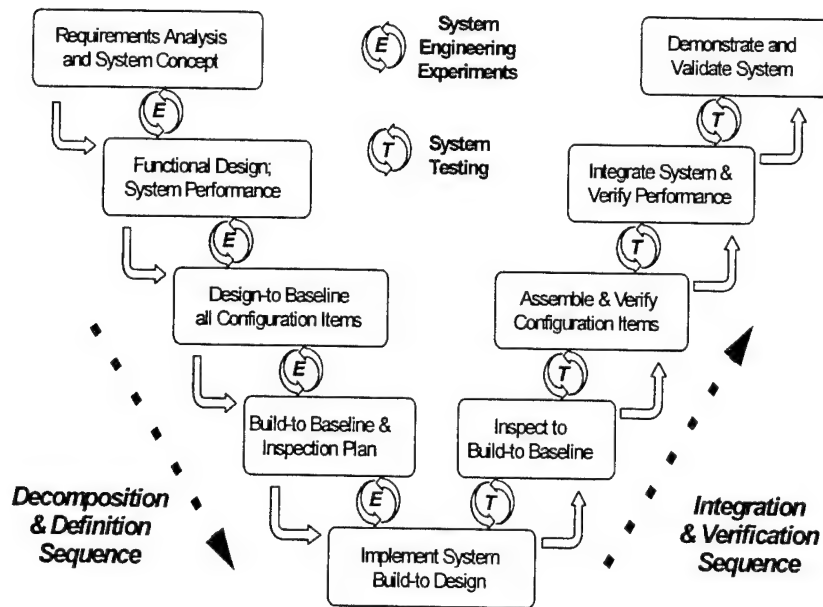 Requirements Analysis
and System Concept
E
System
Engineering
Experiments
Demonstrate and
Validate System
E
T
Functional Design;
System Performance
T
System
Testing
Integrate System &
Verify Performance
E
T
Design-to Baseline
all Configuration Items
Assemble & Verify
Configuration Items
E
T
Build-to Baseline &
Inspection Plan
Inspect to
Build-to Baseline
E
T
Decomposition
& Definition
Sequence
Implement System
Build-to Design
Integration
& Verification
Sequence